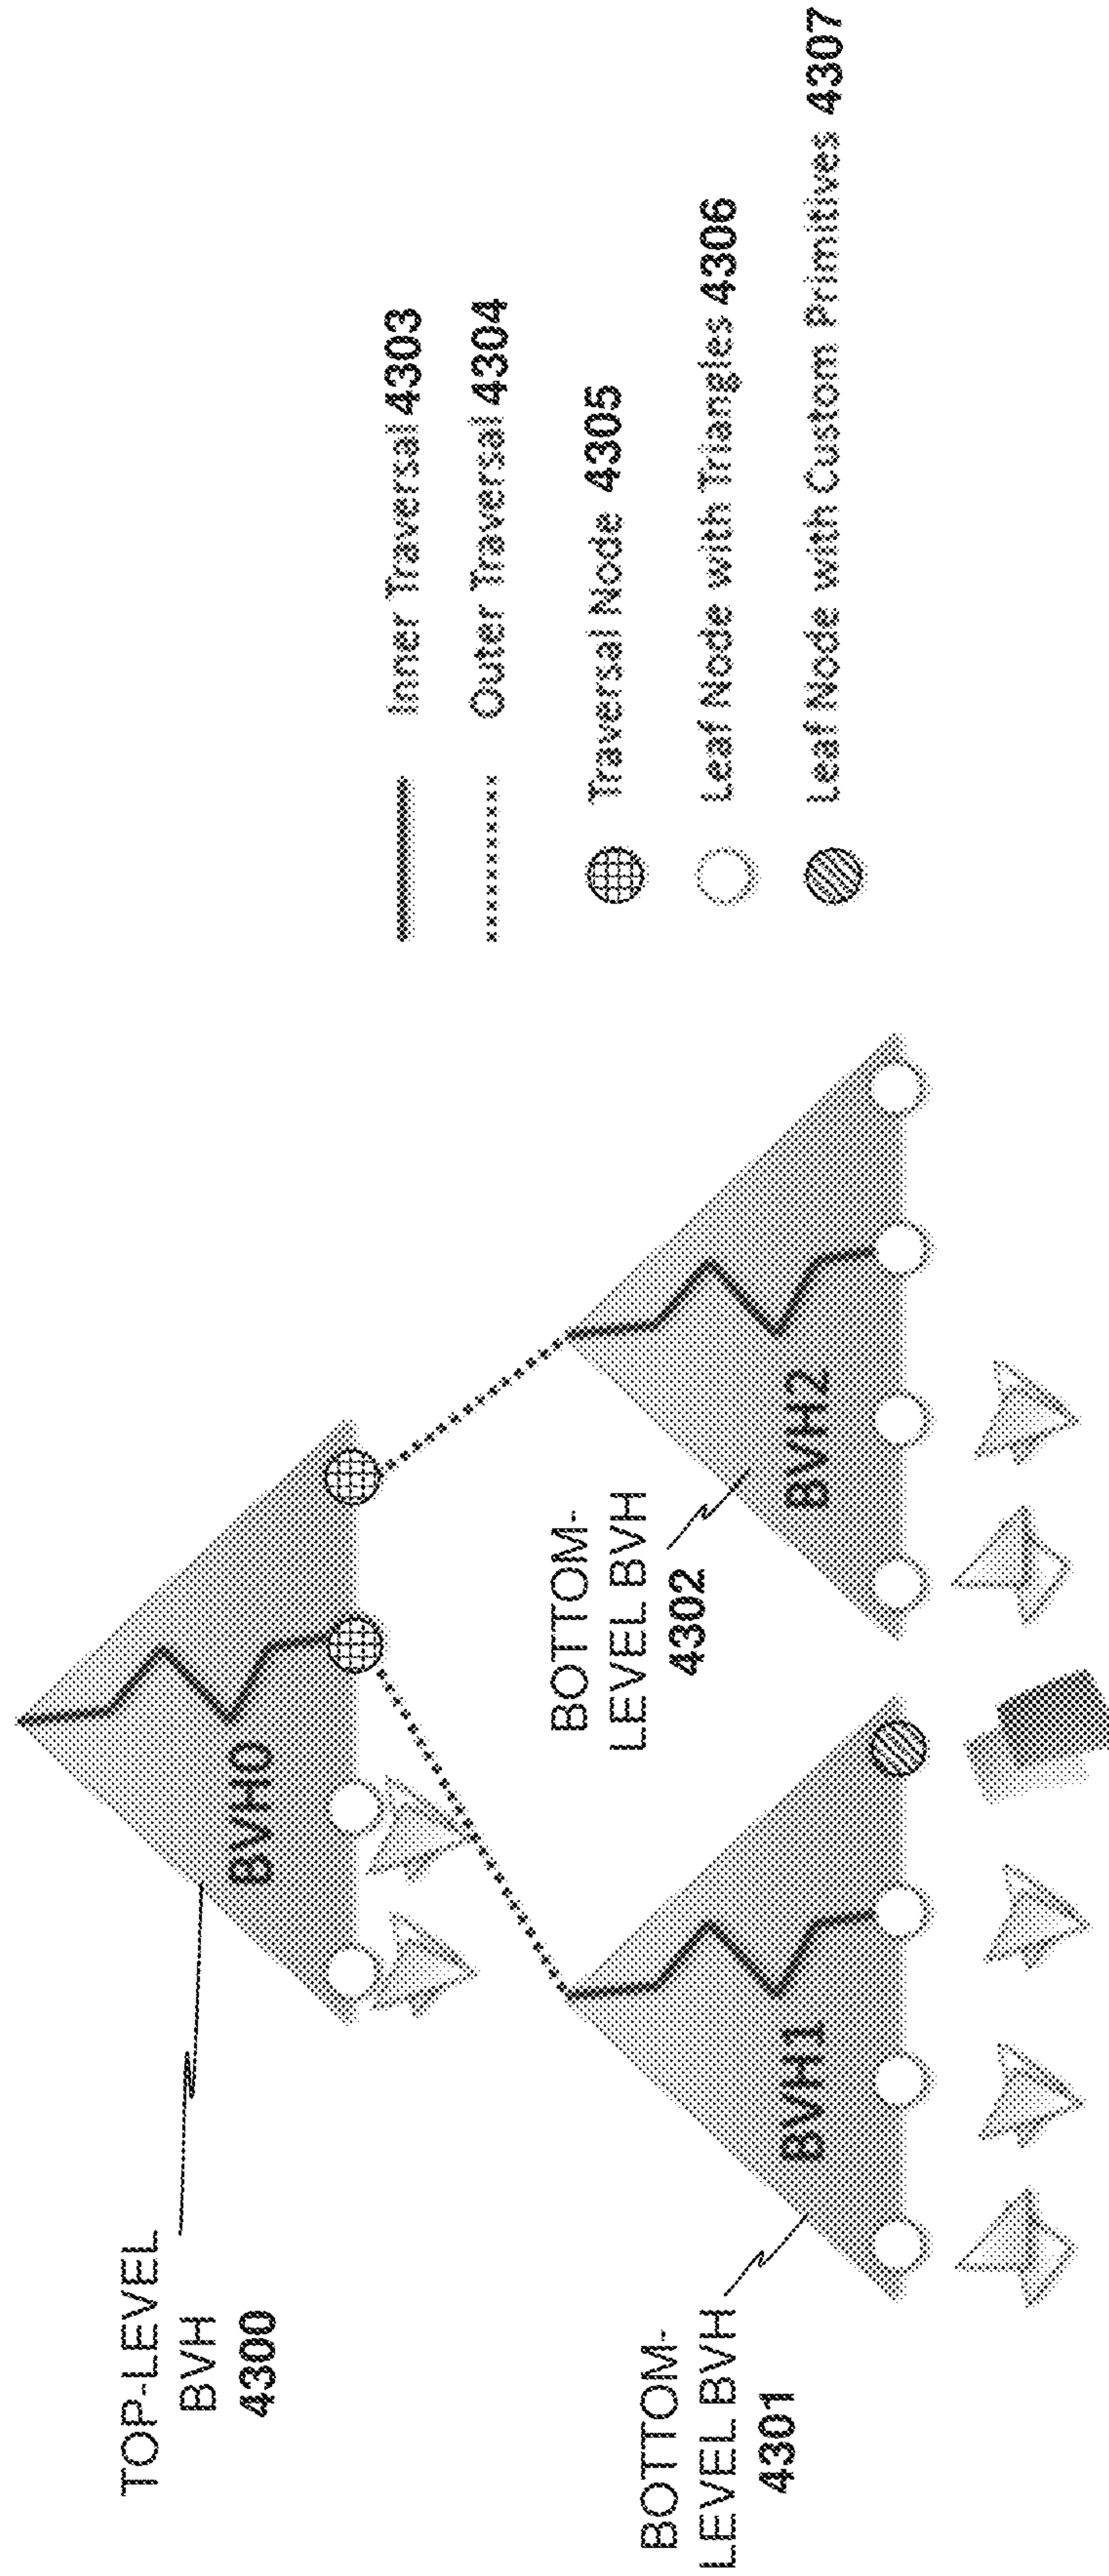 TOP-LEVEL
BVH
4300
BVH0
Inner Traversal 4303
Outer Traversal 4304
Traversal Node 4305
Leaf Node with Triangles 4306
Leaf Node with Custom Primitives 4307
BOTTOM-
LEVEL BVH
4301
BVH1
BOTTOM-
LEVEL BVH
4302
BVH2